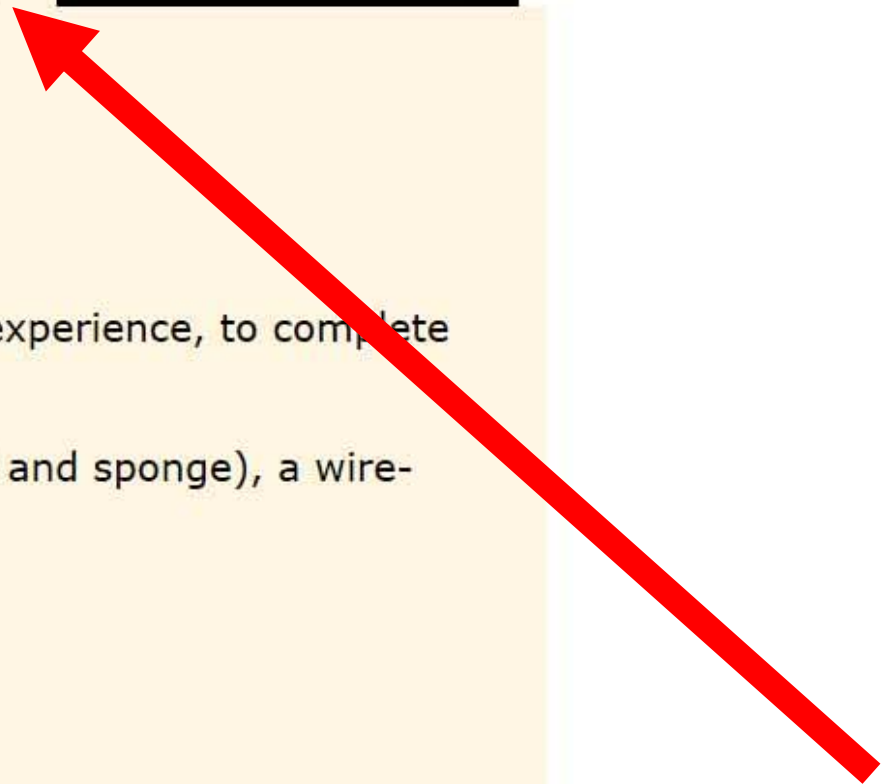 experience, to complete
and sponge), a wire-